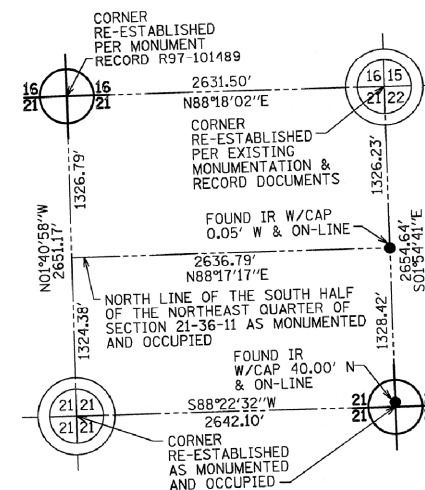 CORNER
RE-ESTABLISHED
PER MONUMENT
RECORD R97-101489
16
21
16
21
2631.50'
N88°18'02"E
16 15
21 22
CORNER
RE-ESTABLISHED
PER EXISTING
MONUMENTATION &
RECORD DOCUMENTS
1326.79'
1326.23'
N01°40'58"W
2651.17'
FOUND IR W/CAP
0.05' W & ON-LINE
2654.64'
S01°54'41"E
2636.79'
N88°17'17"E
NORTH LINE OF THE SOUTH HALF
OF THE NORTHEAST QUARTER OF
SECTION 21-36-11 AS MONUMENTED
AND OCCUPIED
1324.38'
1328.42'
FOUND IR
W/CAP 40.00' N
& ON-LINE
21 21
21 21
S88°22'32"W
2642.10'
21
21
CORNER
RE-ESTABLISHED
AS MONUMENTED
AND OCCUPIED